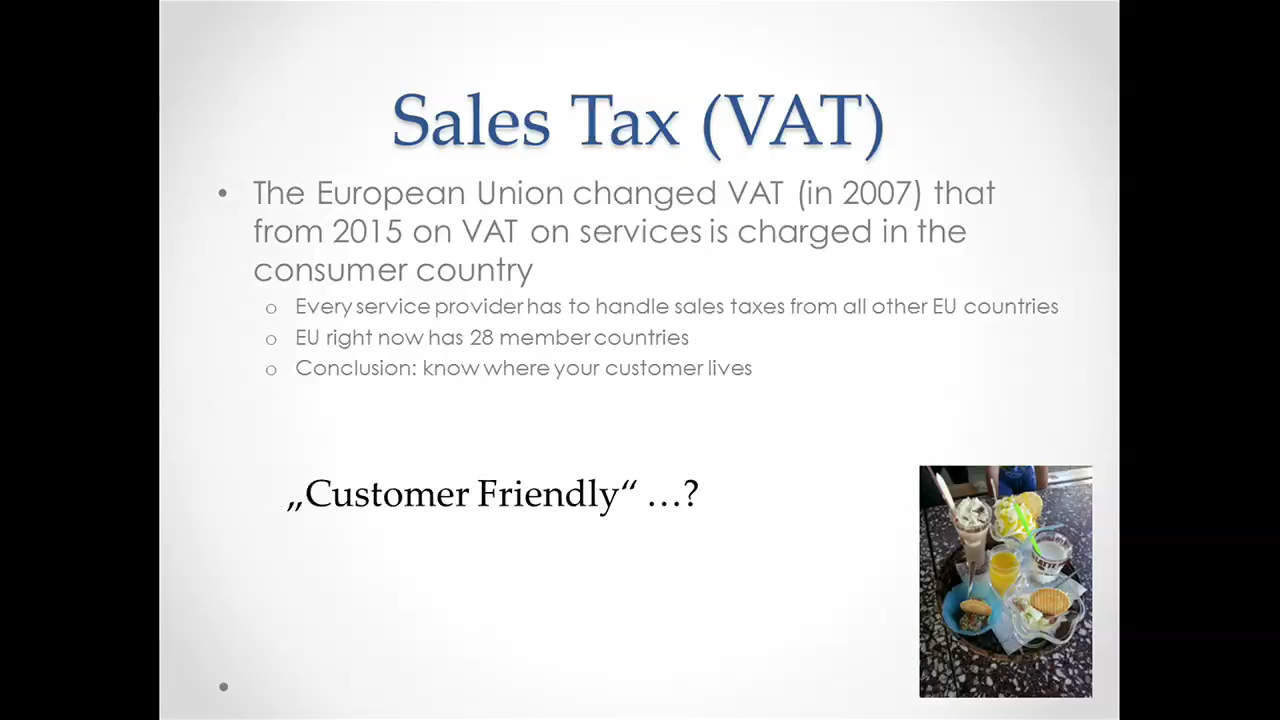 Sales Tax (VAT)
• The European Union changed VAT (in 2007) that
from 2015 on VAT on services is charged in the
consumer country
o Every service provider has to handle sales taxes from all other EU countries
o EU right now has 28 member countries
o Conclusion: know where your customer lives
„Customer Friendly“ …?
•